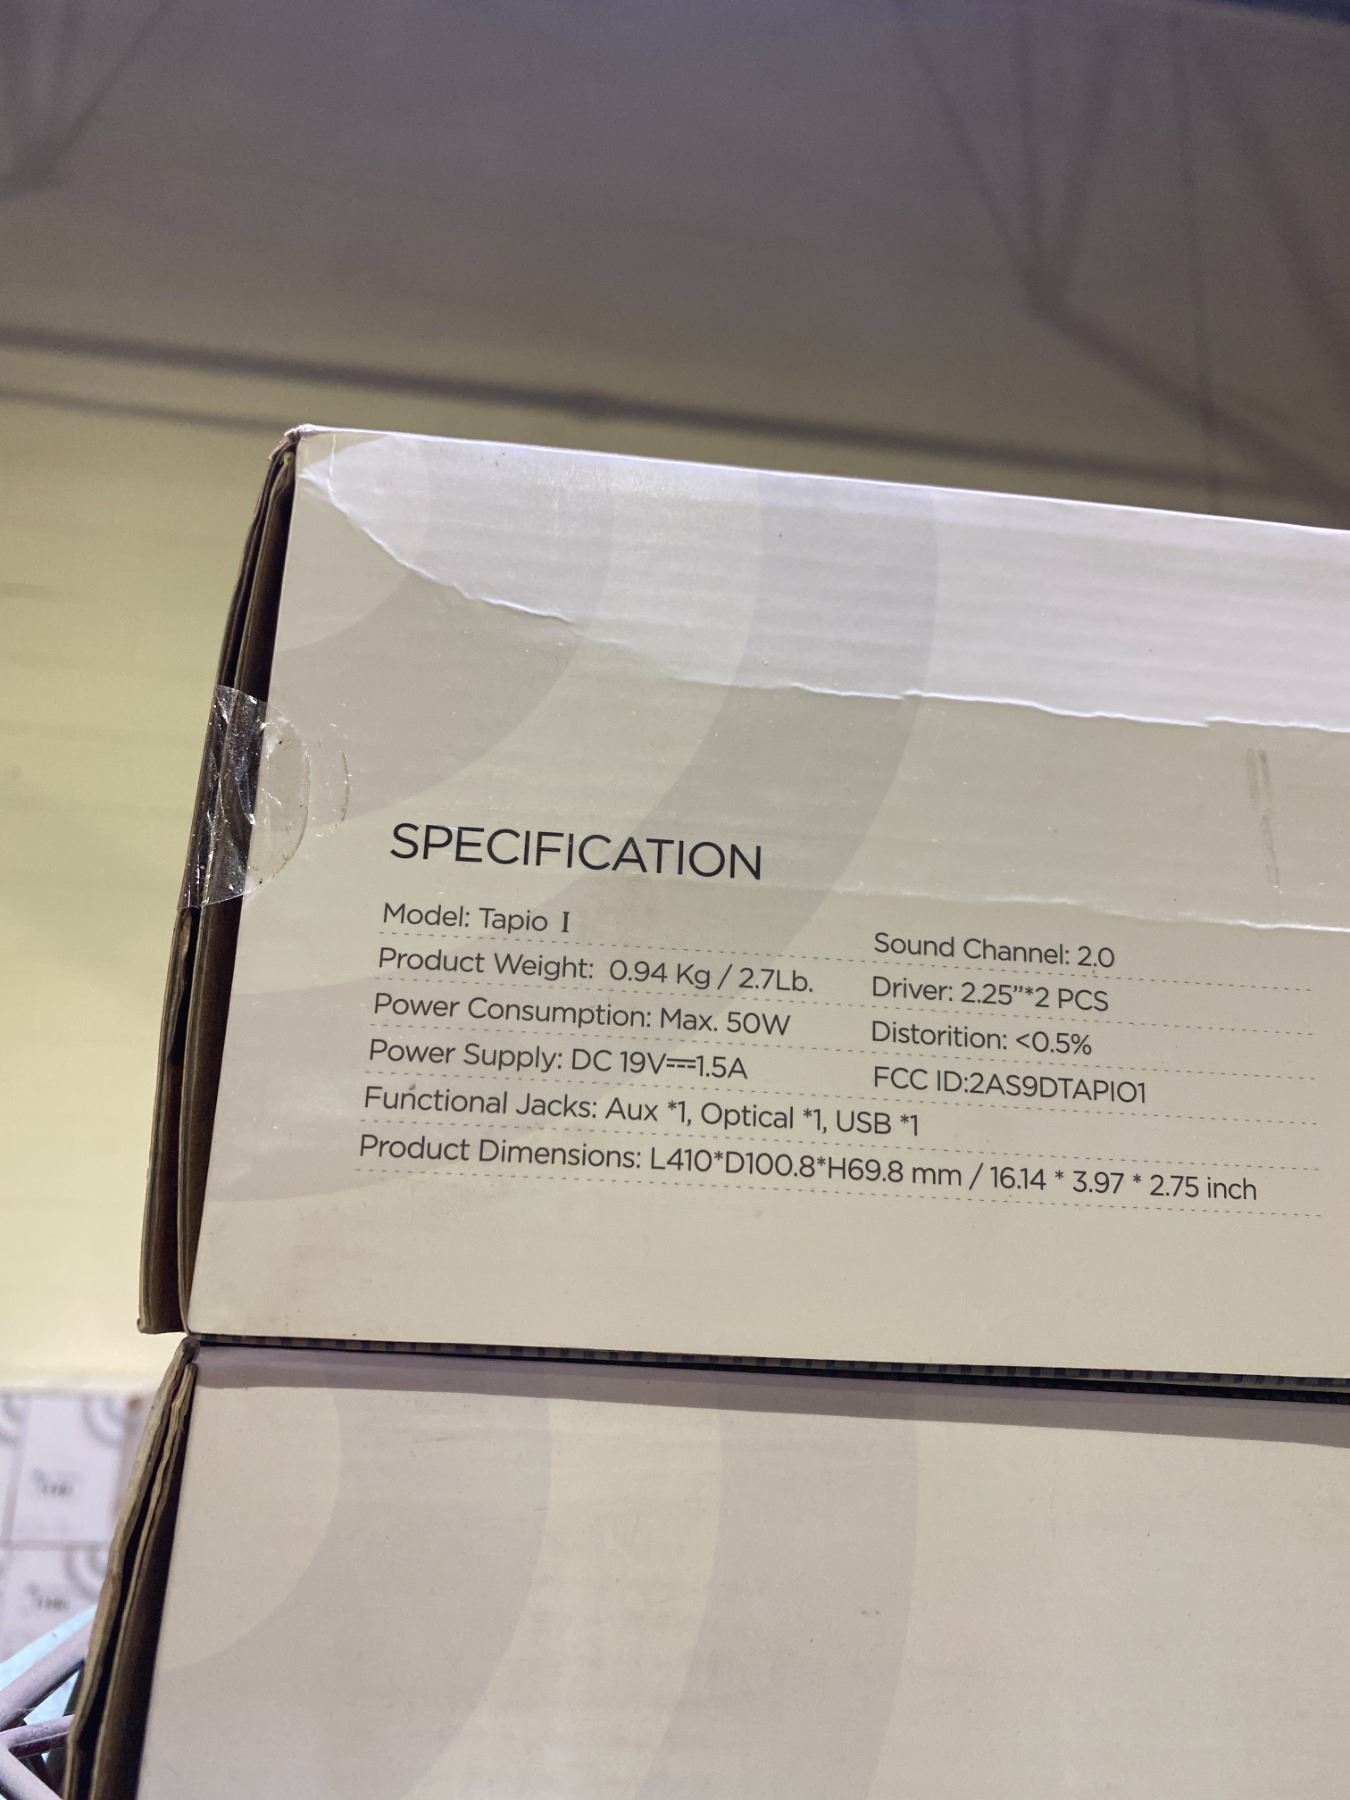 SPECIFICATION
Model: Tapio I
Product Weight: 0.94 Kg / 2.7Lb.
Power Consumption: Max. 50W
Power Supply: DC 19V⎓1.5A
Sound Channel: 2.0
Driver: 2.25”*2 PCS
Distorition: <0.5%
FCC ID:2AS9DTAPIO1
Functional Jacks: Aux *1, Optical *1, USB *1
Product Dimensions: L410*D100.8*H69.8 mm / 16.14 * 3.97 * 2.75 inch